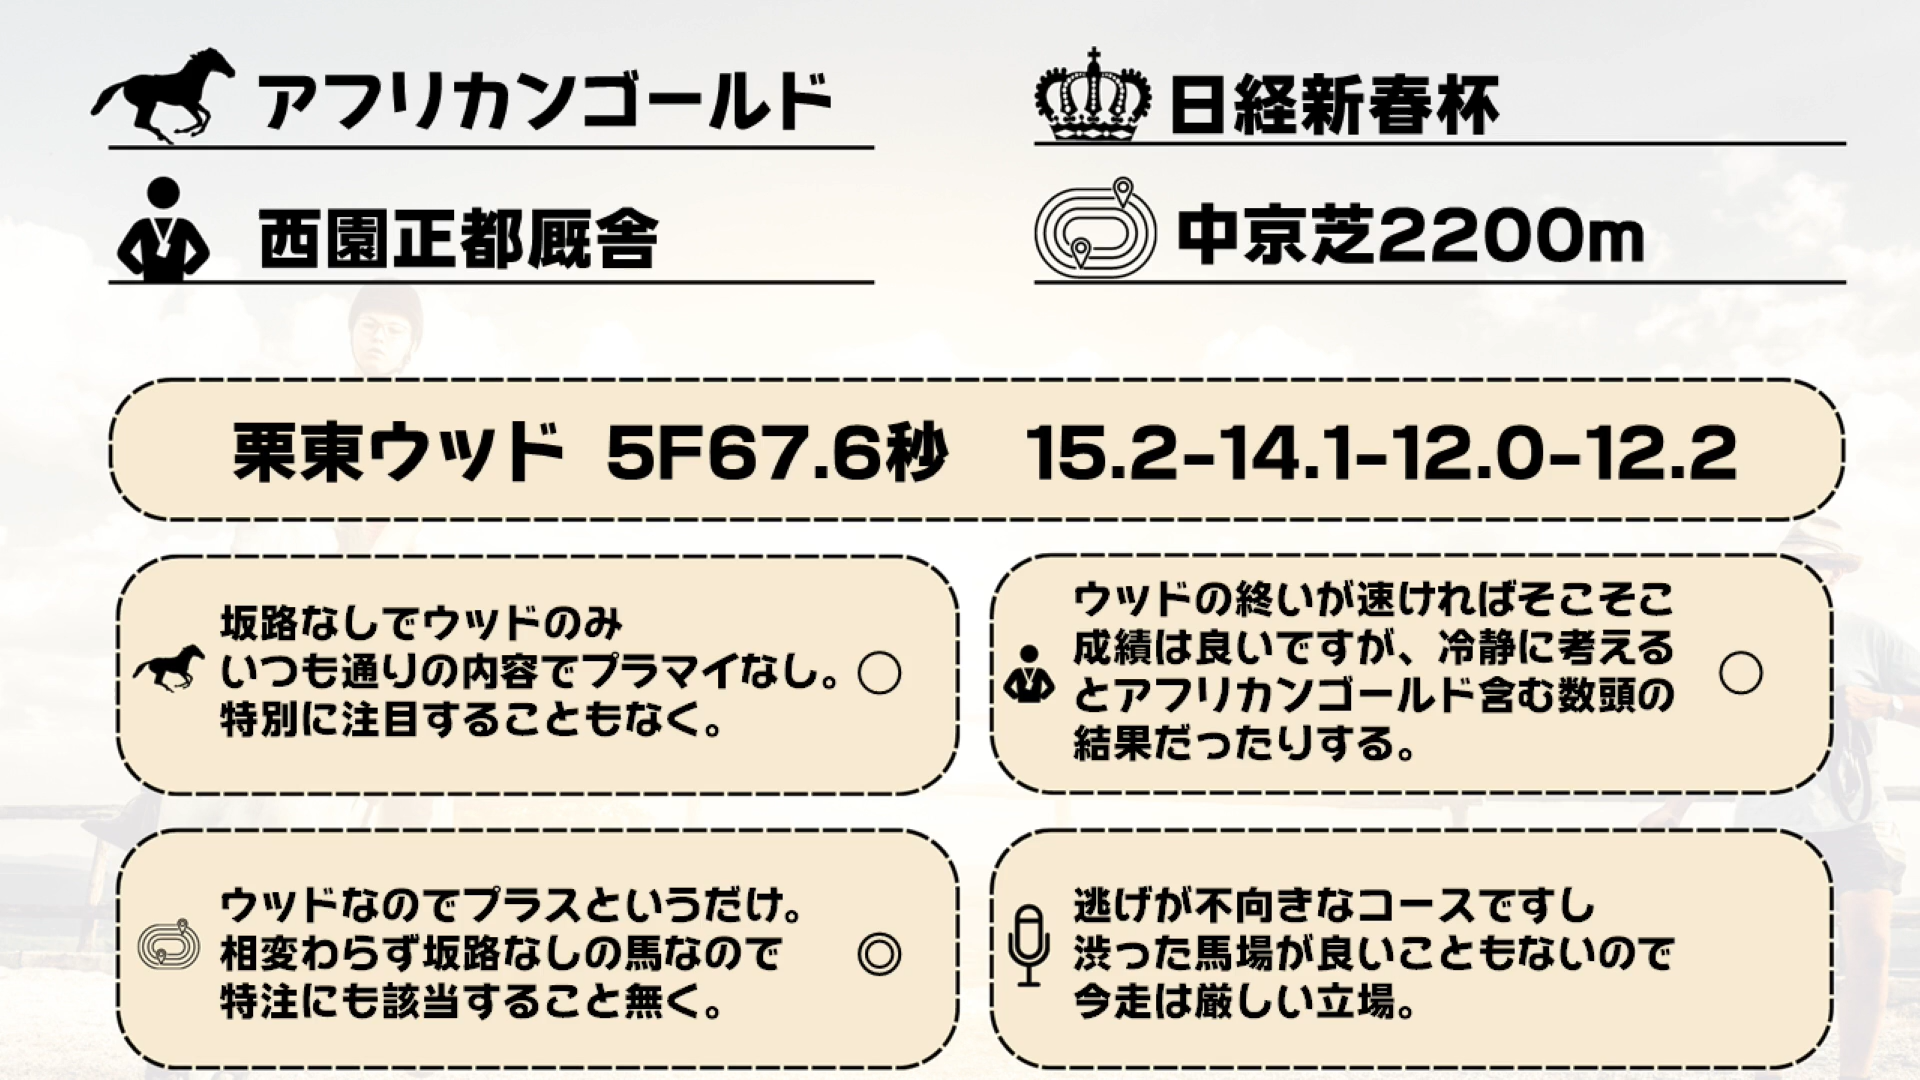 アフリカンゴールド
日経新春杯
西園正都厩舎
中京芝2200m
栗東ウッド 5F67.6秒 15.2-14.1-12.0-12.2
坂路なしでウッドのみ
いつも通りの内容でプラマイなし。
特別に注目することもなく。
○
ウッドの終いが速ければそこそこ
成績は良いですが、冷静に考える
とアフリカンゴールド含む数頭の
結果だったりする。
○
ウッドなのでプラスというだけ。
相変わらず坂路なしの馬なので
特注にも該当すること無く。
◎
逃げが不向きなコースですし
渋った馬場が良いこともないので
今走は厳しい立場。